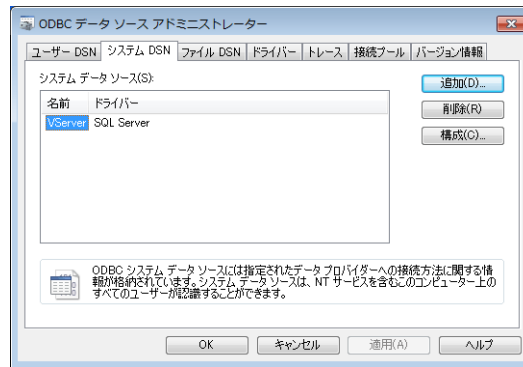 ODBC データ ソース アドミニストレーター
ユーザー DSN システム DSN ファイル DSN ドライバー トレース 接続プール バージョン情報
システム データ ソース(S):
追加(D)...
名前 ドライバー
削除(R)
VServer SQL Server
構成(C)...
ODBC システム データ ソースには指定されたデータ プロバイダーへの接続方法に関する情
報が格納されています。システム データ ソースは、NT サービスを含むこのコンピューター上の
すべてのユーザーが認識することができます。
OK キャンセル 適用(A) ヘルプ